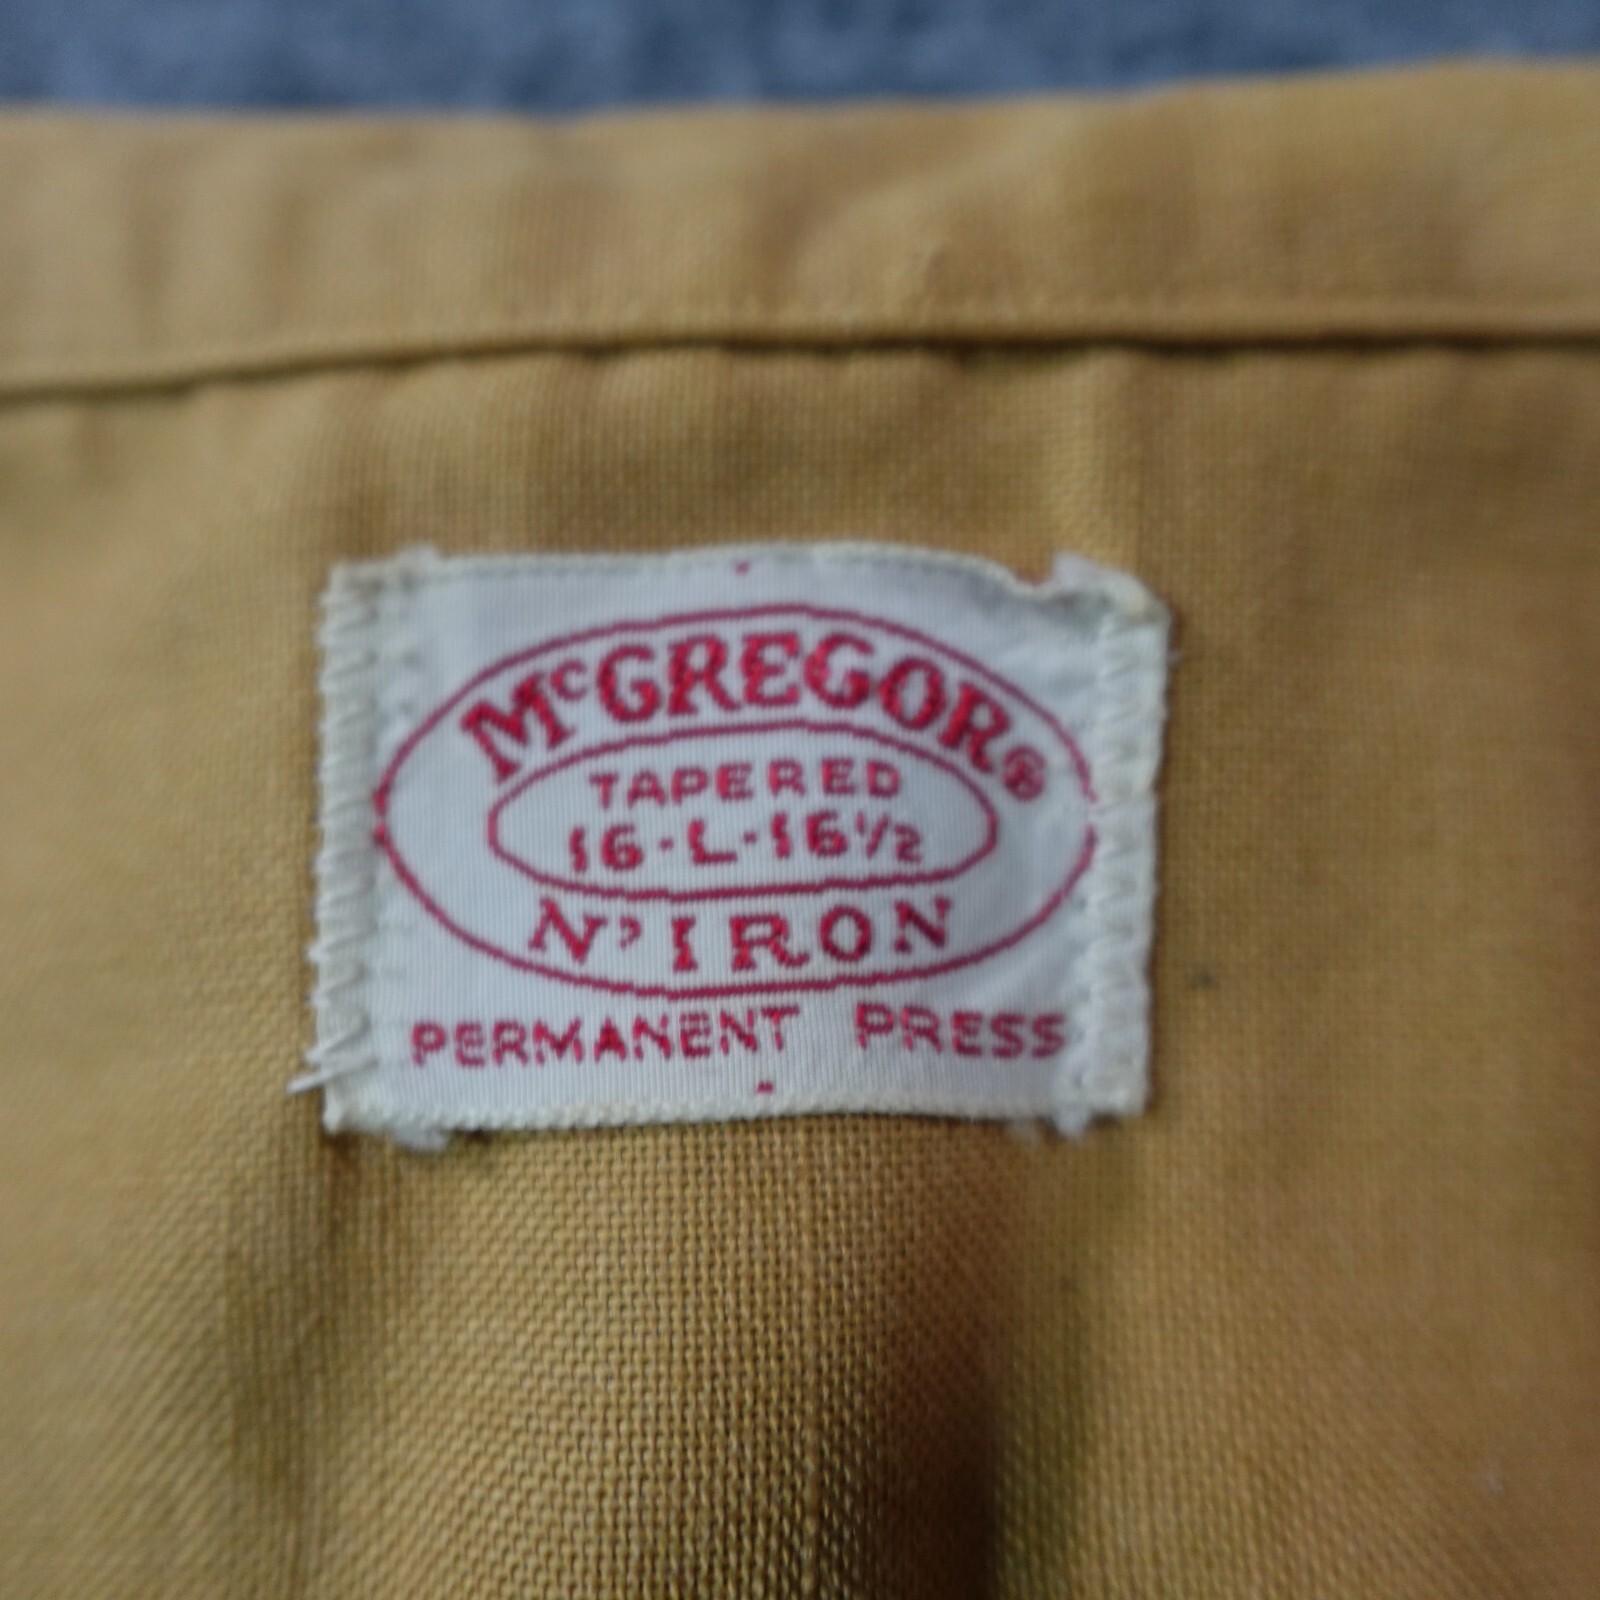 McGREGOR®
TAPERED
16-L-16½
N'IRON
PERMANENT PRESS